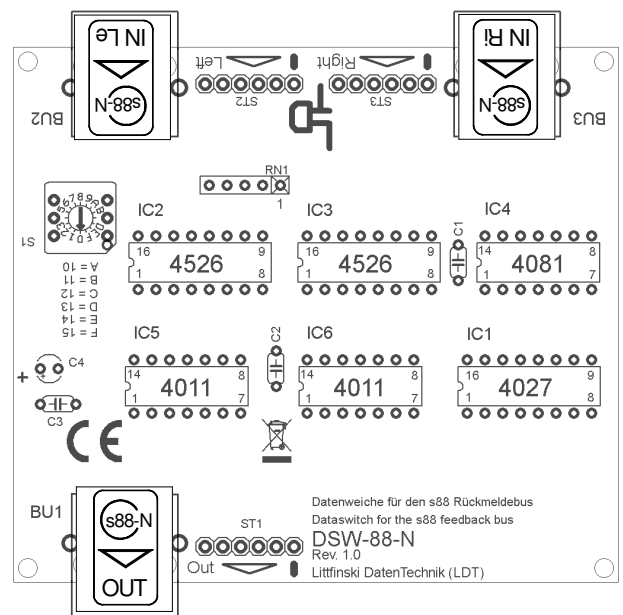 IN Le
s88-N
BU2
Left
ST2
Right
ST3
IN Ri
s88-N
BU3
RN1
1
S1
A = 10
B = 11
C = 12
D = 13
E = 14
F = 15
IC2
16 9
4526
1 8
IC3
16 9
4526
1 8
C1
IC4
14 8
4081
1 7
+
C4
C3
CE
IC5
14 8
4011
1 7
C2
IC6
14 8
4011
1 7
IC1
16 9
4027
1 8
BU1
s88-N
OUT
ST1
Out
Datenweiche für den s88 Rückmeldebus
Dataswitch for the s88 feedback bus
DSW-88-N
Rev. 1.0
Littfinski DatenTechnik (LDT)